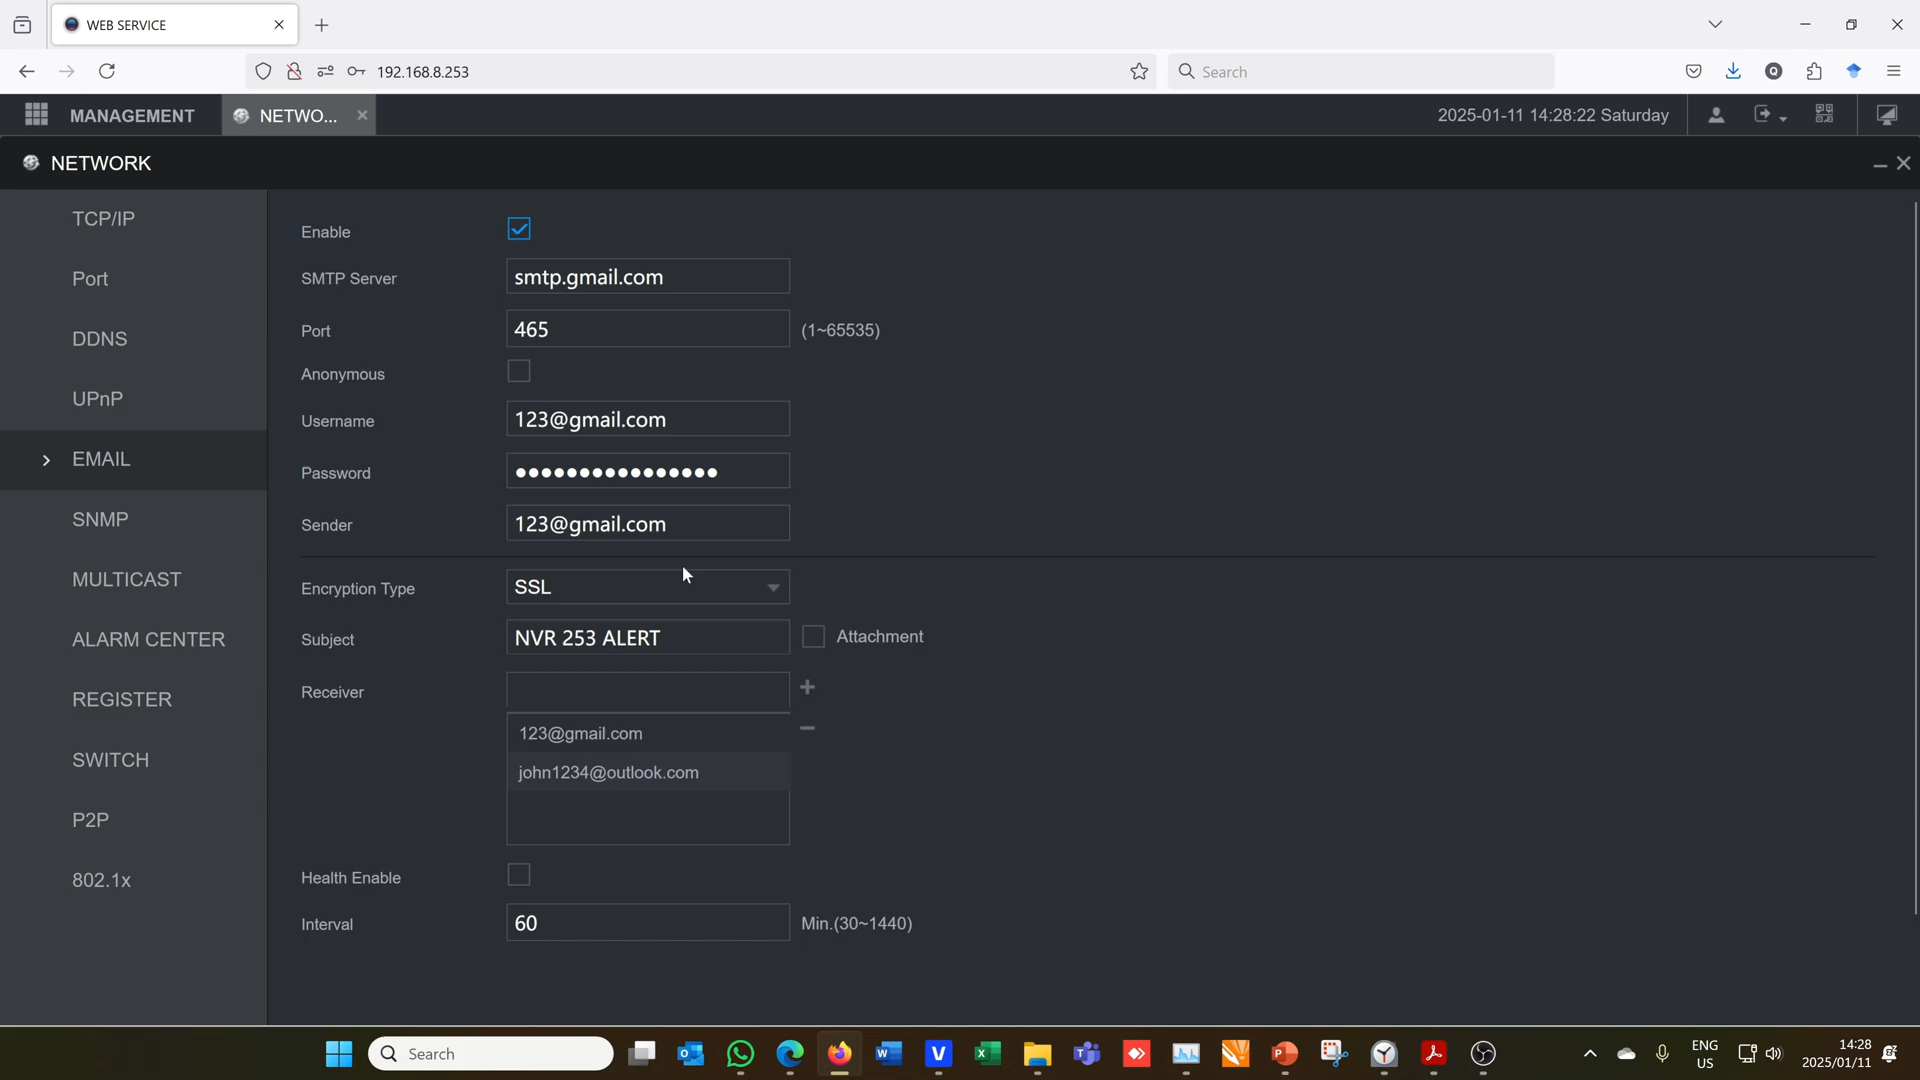 WEB SERVICE
192.168.8.253
Search
MANAGEMENT
NETWO...
2025-01-11 14:28:22 Saturday
NETWORK
TCP/IP
Port
DDNS
UPnP
EMAIL
SNMP
MULTICAST
ALARM CENTER
REGISTER
SWITCH
P2P
802.1x
Enable
SMTP Server smtp.gmail.com
Port 465 (1~65535)
Anonymous
Username 123@gmail.com
Password ●●●●●●●●●●●●●●●●
Sender 123@gmail.com
Encryption Type SSL
Subject NVR 253 ALERT Attachment
Receiver
123@gmail.com
john1234@outlook.com
Health Enable
Interval 60 Min.(30~1440)
Search
ENG
US
14:28
2025/01/11